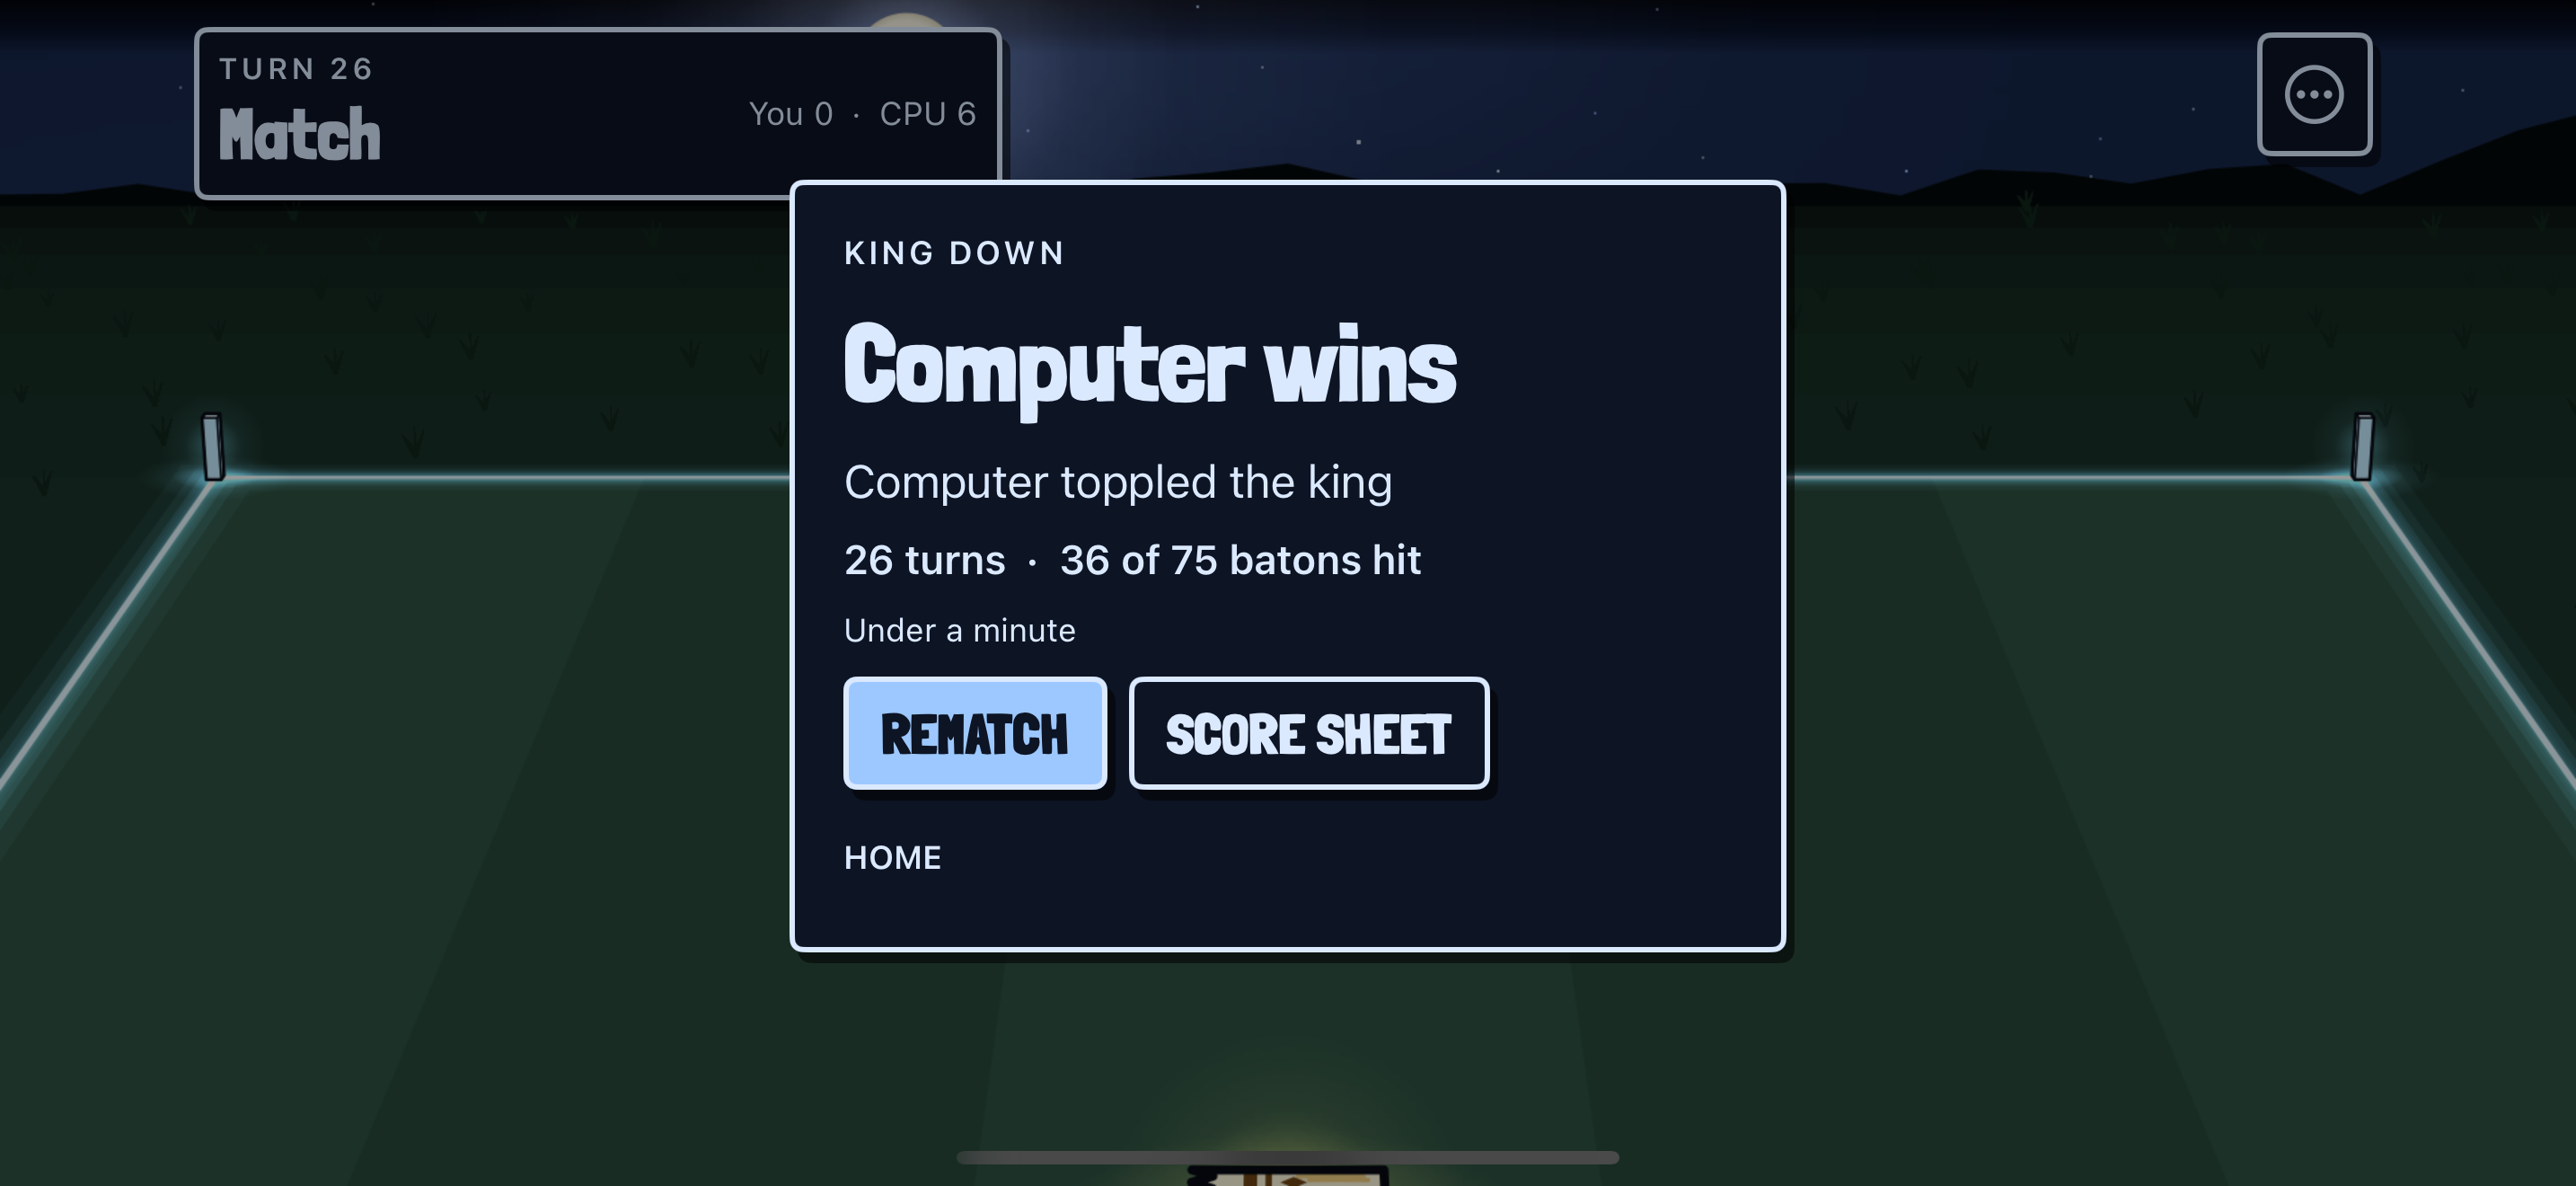 TURN 26
Match
You 0 · CPU 6
KING DOWN
Computer wins
Computer toppled the king
26 turns · 36 of 75 batons hit
Under a minute
REMATCH
SCORE SHEET
HOME